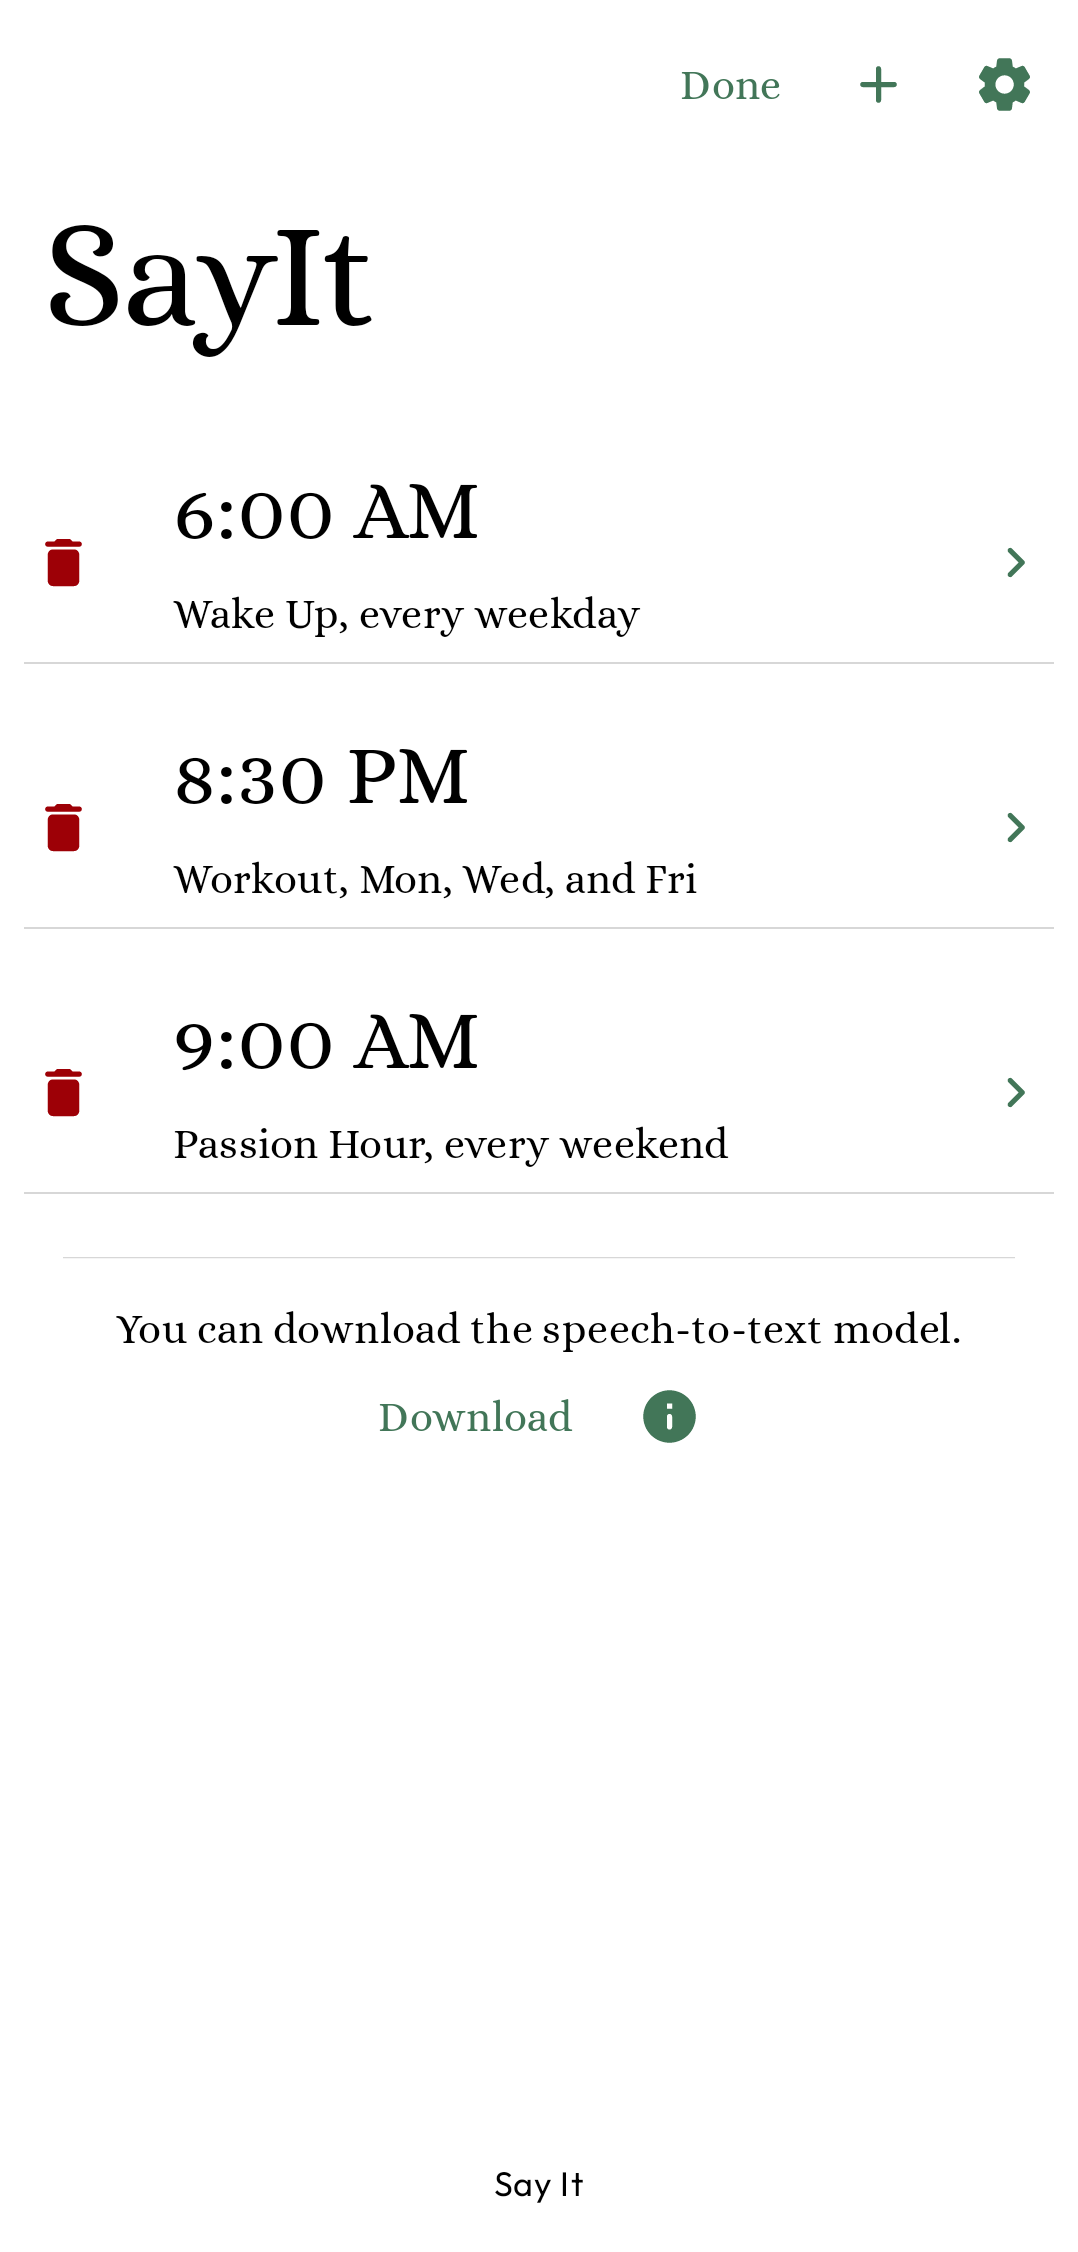 Done
SayIt
6:00 AM
Wake Up, every weekday
8:30 PM
Workout, Mon, Wed, and Fri
9:00 AM
Passion Hour, every weekend
You can download the speech-to-text model.
Download
Say It